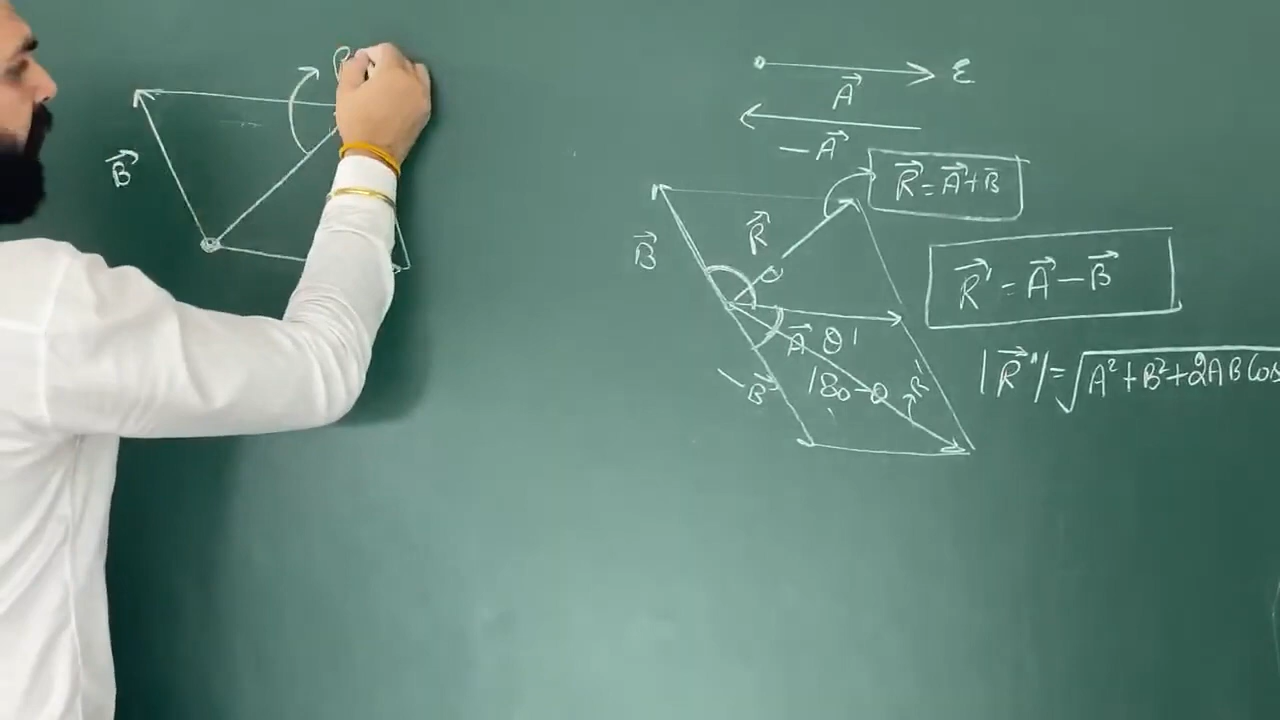 R
B⃗
A⃗
ε
−A⃗
R⃗ = A⃗+B⃗
R⃗
B⃗
θ
R⃗' = A⃗−B⃗
A⃗ θ'
−B⃗
180−θ
R'
|R⃗'| = √A²+B²+2AB Cos